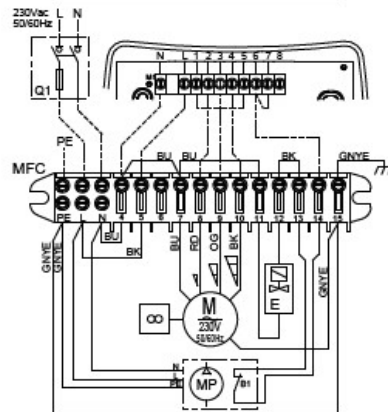 230Vac L N
50/60Hz
Q1
N L 1 2 3 4 5 6 7 8
M
PE
BU BU BK GNYE
MFC
PE L N 4 5 6 7 8 9 10 11 12 13 14 15
BU
BK
GNYE
GNYE
BU RD OG BK GNYE
M
230V
50/60Hz
∞
E
N
L
PE
MP
B1